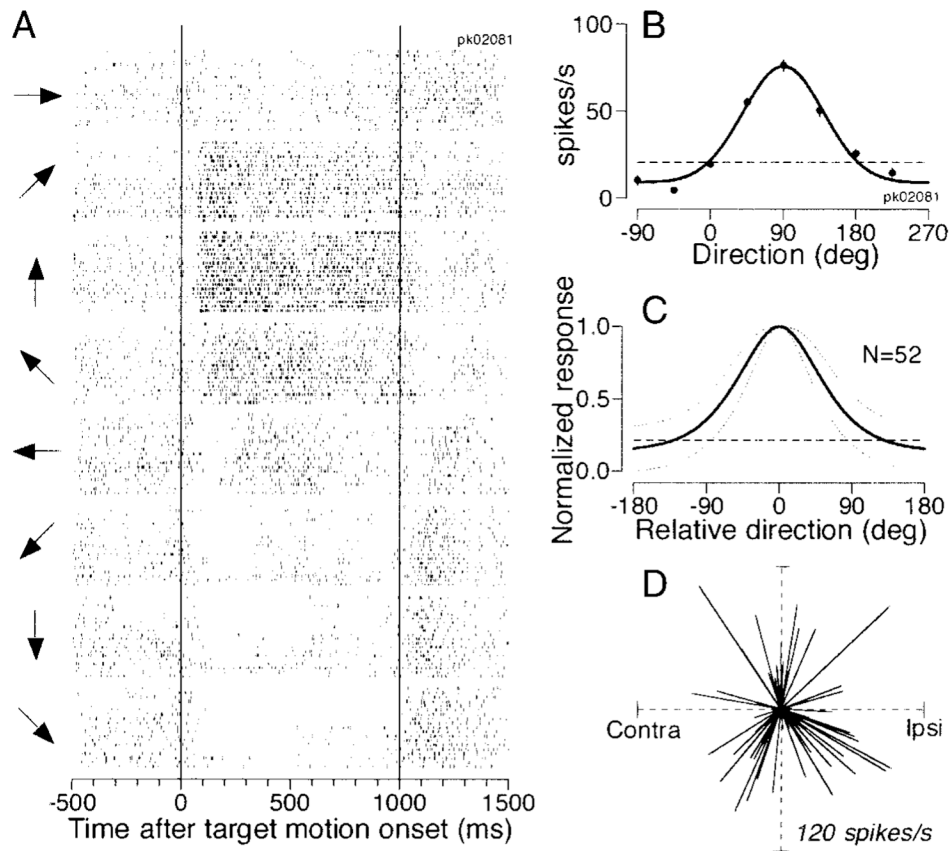 A
pk02081
-500 0 500 1000 1500
Time after target motion onset (ms)
B
spikes/s
100
50
0
pk02081
-90 0 90 180 270
Direction (deg)
C
Normalized response
1.0
0.5
0.0
N=52
-180 -90 0 90 180
Relative direction (deg)
D
Contra
Ipsi
120 spikes/s